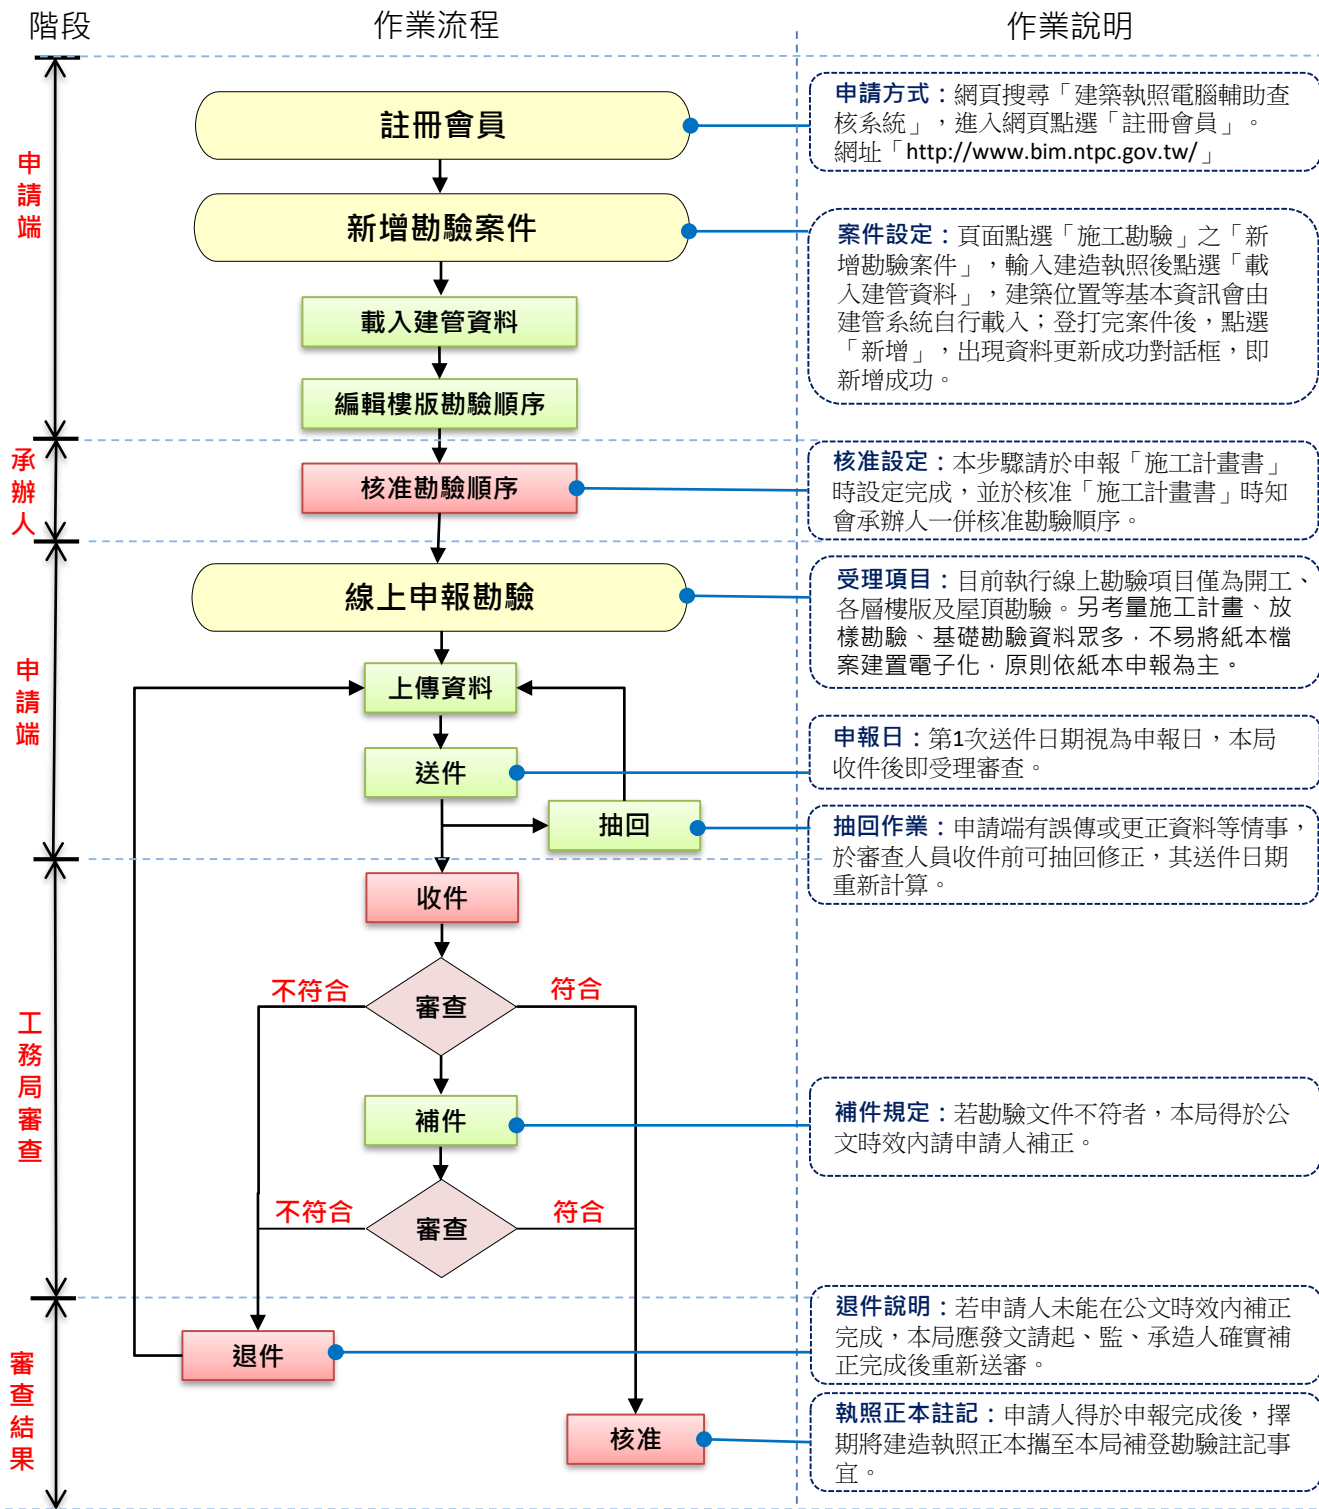 階段
作業流程
作業說明
申請端
註冊會員
申請方式：網頁搜尋「建築執照電腦輔助查
核系統」，進入網頁點選「註冊會員」。
網址「http://www.bim.ntpc.gov.tw/」
新增勘驗案件
案件設定：頁面點選「施工勘驗」之「新
增勘驗案件」，輸入建造執照後點選「載
入建管資料」，建築位置等基本資訊會由
建管系統自行載入；登打完案件後，點選
「新增」，出現資料更新成功對話框，即
新增成功。
載入建管資料
編輯樓版勘驗順序
承辦人
核准勘驗順序
核准設定：本步驟請於申報「施工計畫書」
時設定完成，並於核准「施工計畫書」時知
會承辦人一併核准勘驗順序。
申請端
線上申報勘驗
受理項目：目前執行線上勘驗項目僅為開工、
各層樓版及屋頂勘驗。另考量施工計畫、放
樣勘驗、基礎勘驗資料眾多，不易將紙本檔
案建置電子化，原則依紙本申報為主。
上傳資料
送件
申報日：第1次送件日期視為申報日，本局
收件後即受理審查。
抽回
抽回作業：申請端有誤傳或更正資料等情事，
於審查人員收件前可抽回修正，其送件日期
重新計算。
工務局審查
收件
不符合
審查
符合
補件
補件規定：若勘驗文件不符者，本局得於公
文時效內請申請人補正。
不符合
審查
符合
審查結果
退件
退件說明：若申請人未能在公文時效內補正
完成，本局應發文請起、監、承造人確實補
正完成後重新送審。
核准
執照正本註記：申請人得於申報完成後，擇
期將建造執照正本攜至本局補登勘驗註記事
宜。